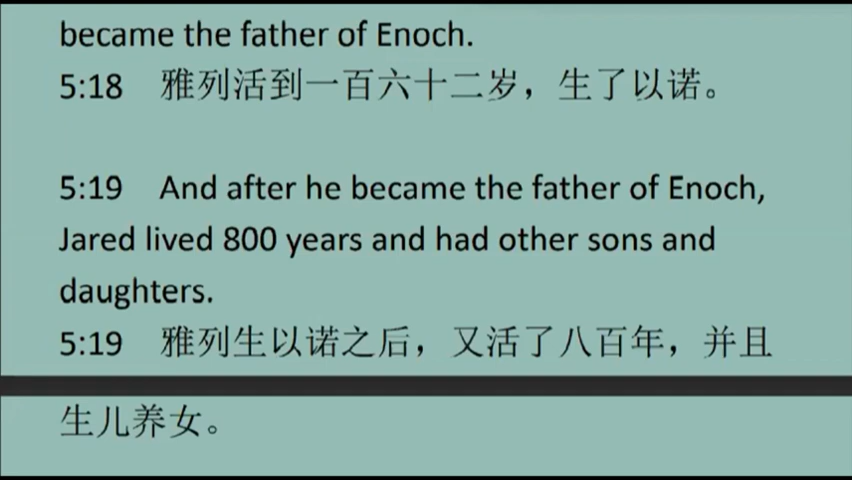 became the father of Enoch.
5:18 雅列活到一百六十二岁，生了以诺。
5:19 And after he became the father of Enoch,
Jared lived 800 years and had other sons and
daughters.
5:19 雅列生以诺之后，又活了八百年，并且
生儿养女。